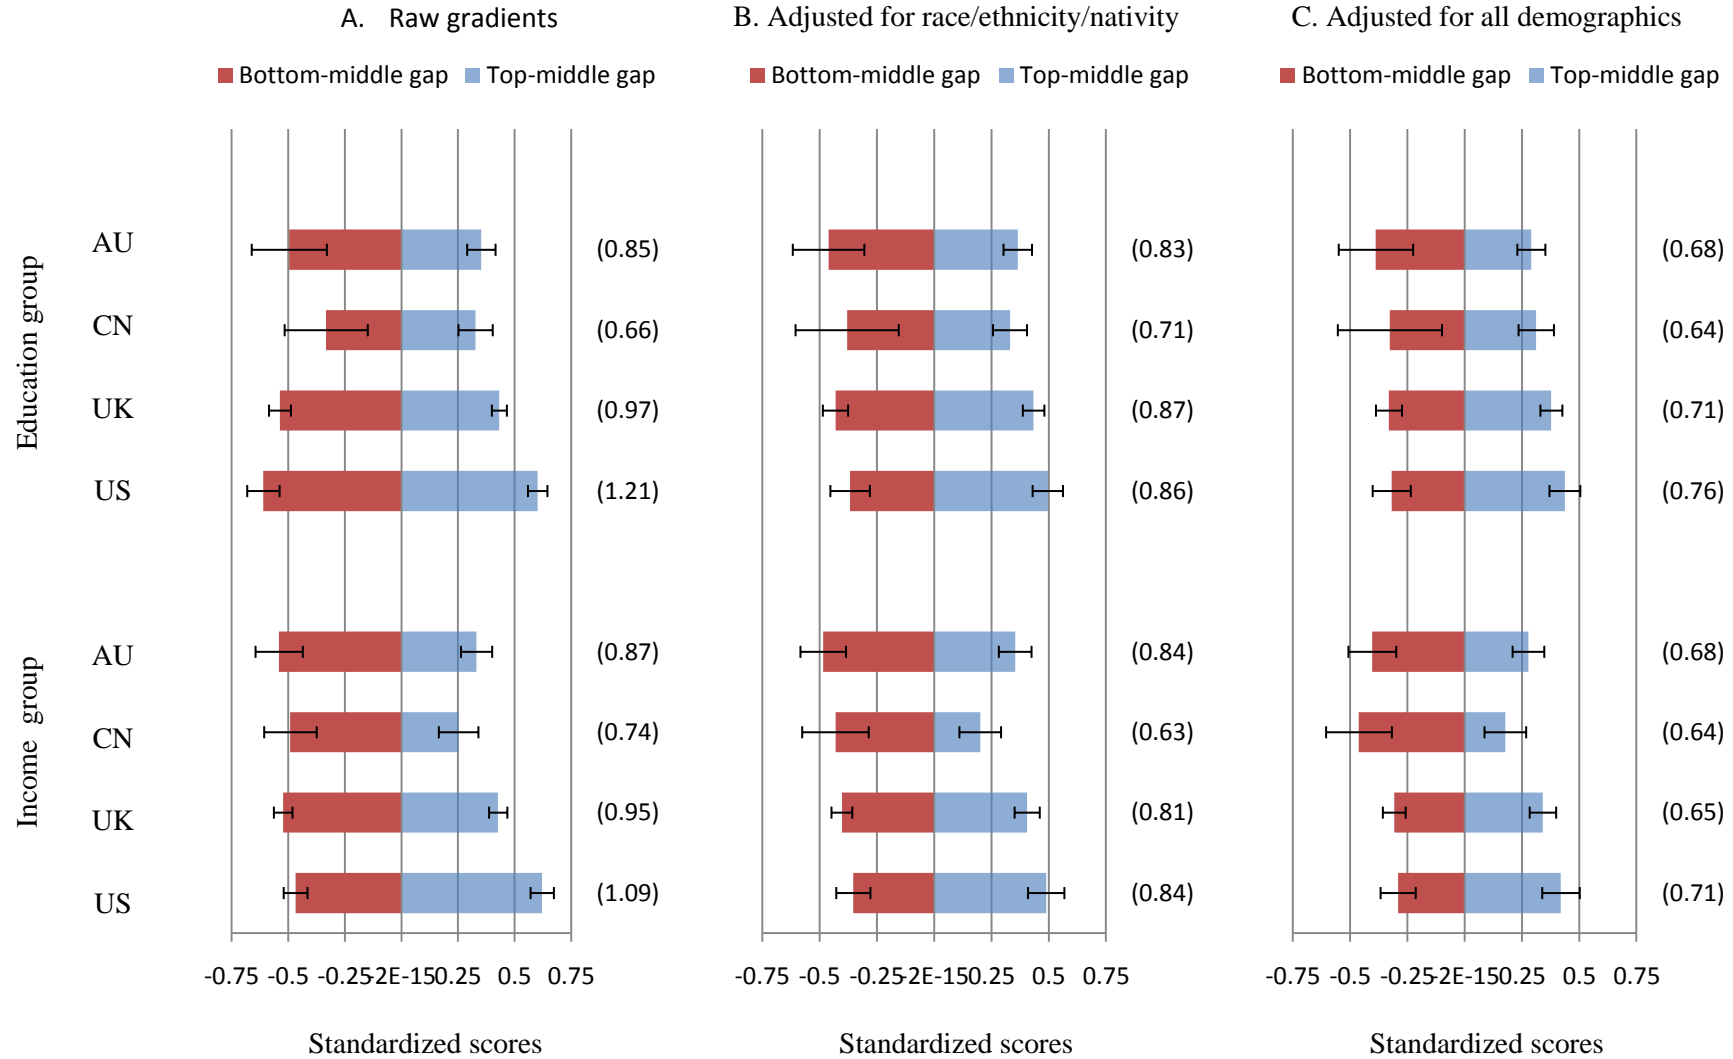 A. Raw gradients
B. Adjusted for race/ethnicity/nativity
C. Adjusted for all demographics
Bottom-middle gap Top-middle gap
Bottom-middle gap Top-middle gap
Bottom-middle gap Top-middle gap
Education group
AU (0.85) (0.83) (0.68)
CN (0.66) (0.71) (0.64)
UK (0.97) (0.87) (0.71)
US (1.21) (0.86) (0.76)
Income group
AU (0.87) (0.84) (0.68)
CN (0.74) (0.63) (0.64)
UK (0.95) (0.81) (0.65)
US (1.09) (0.84) (0.71)
-0.75 -0.5 -0.25 -2E-15 0.25 0.5 0.75
-0.75 -0.5 -0.25 -2E-15 0.25 0.5 0.75
-0.75 -0.5 -0.25 -2E-15 0.25 0.5 0.75
Standardized scores
Standardized scores
Standardized scores